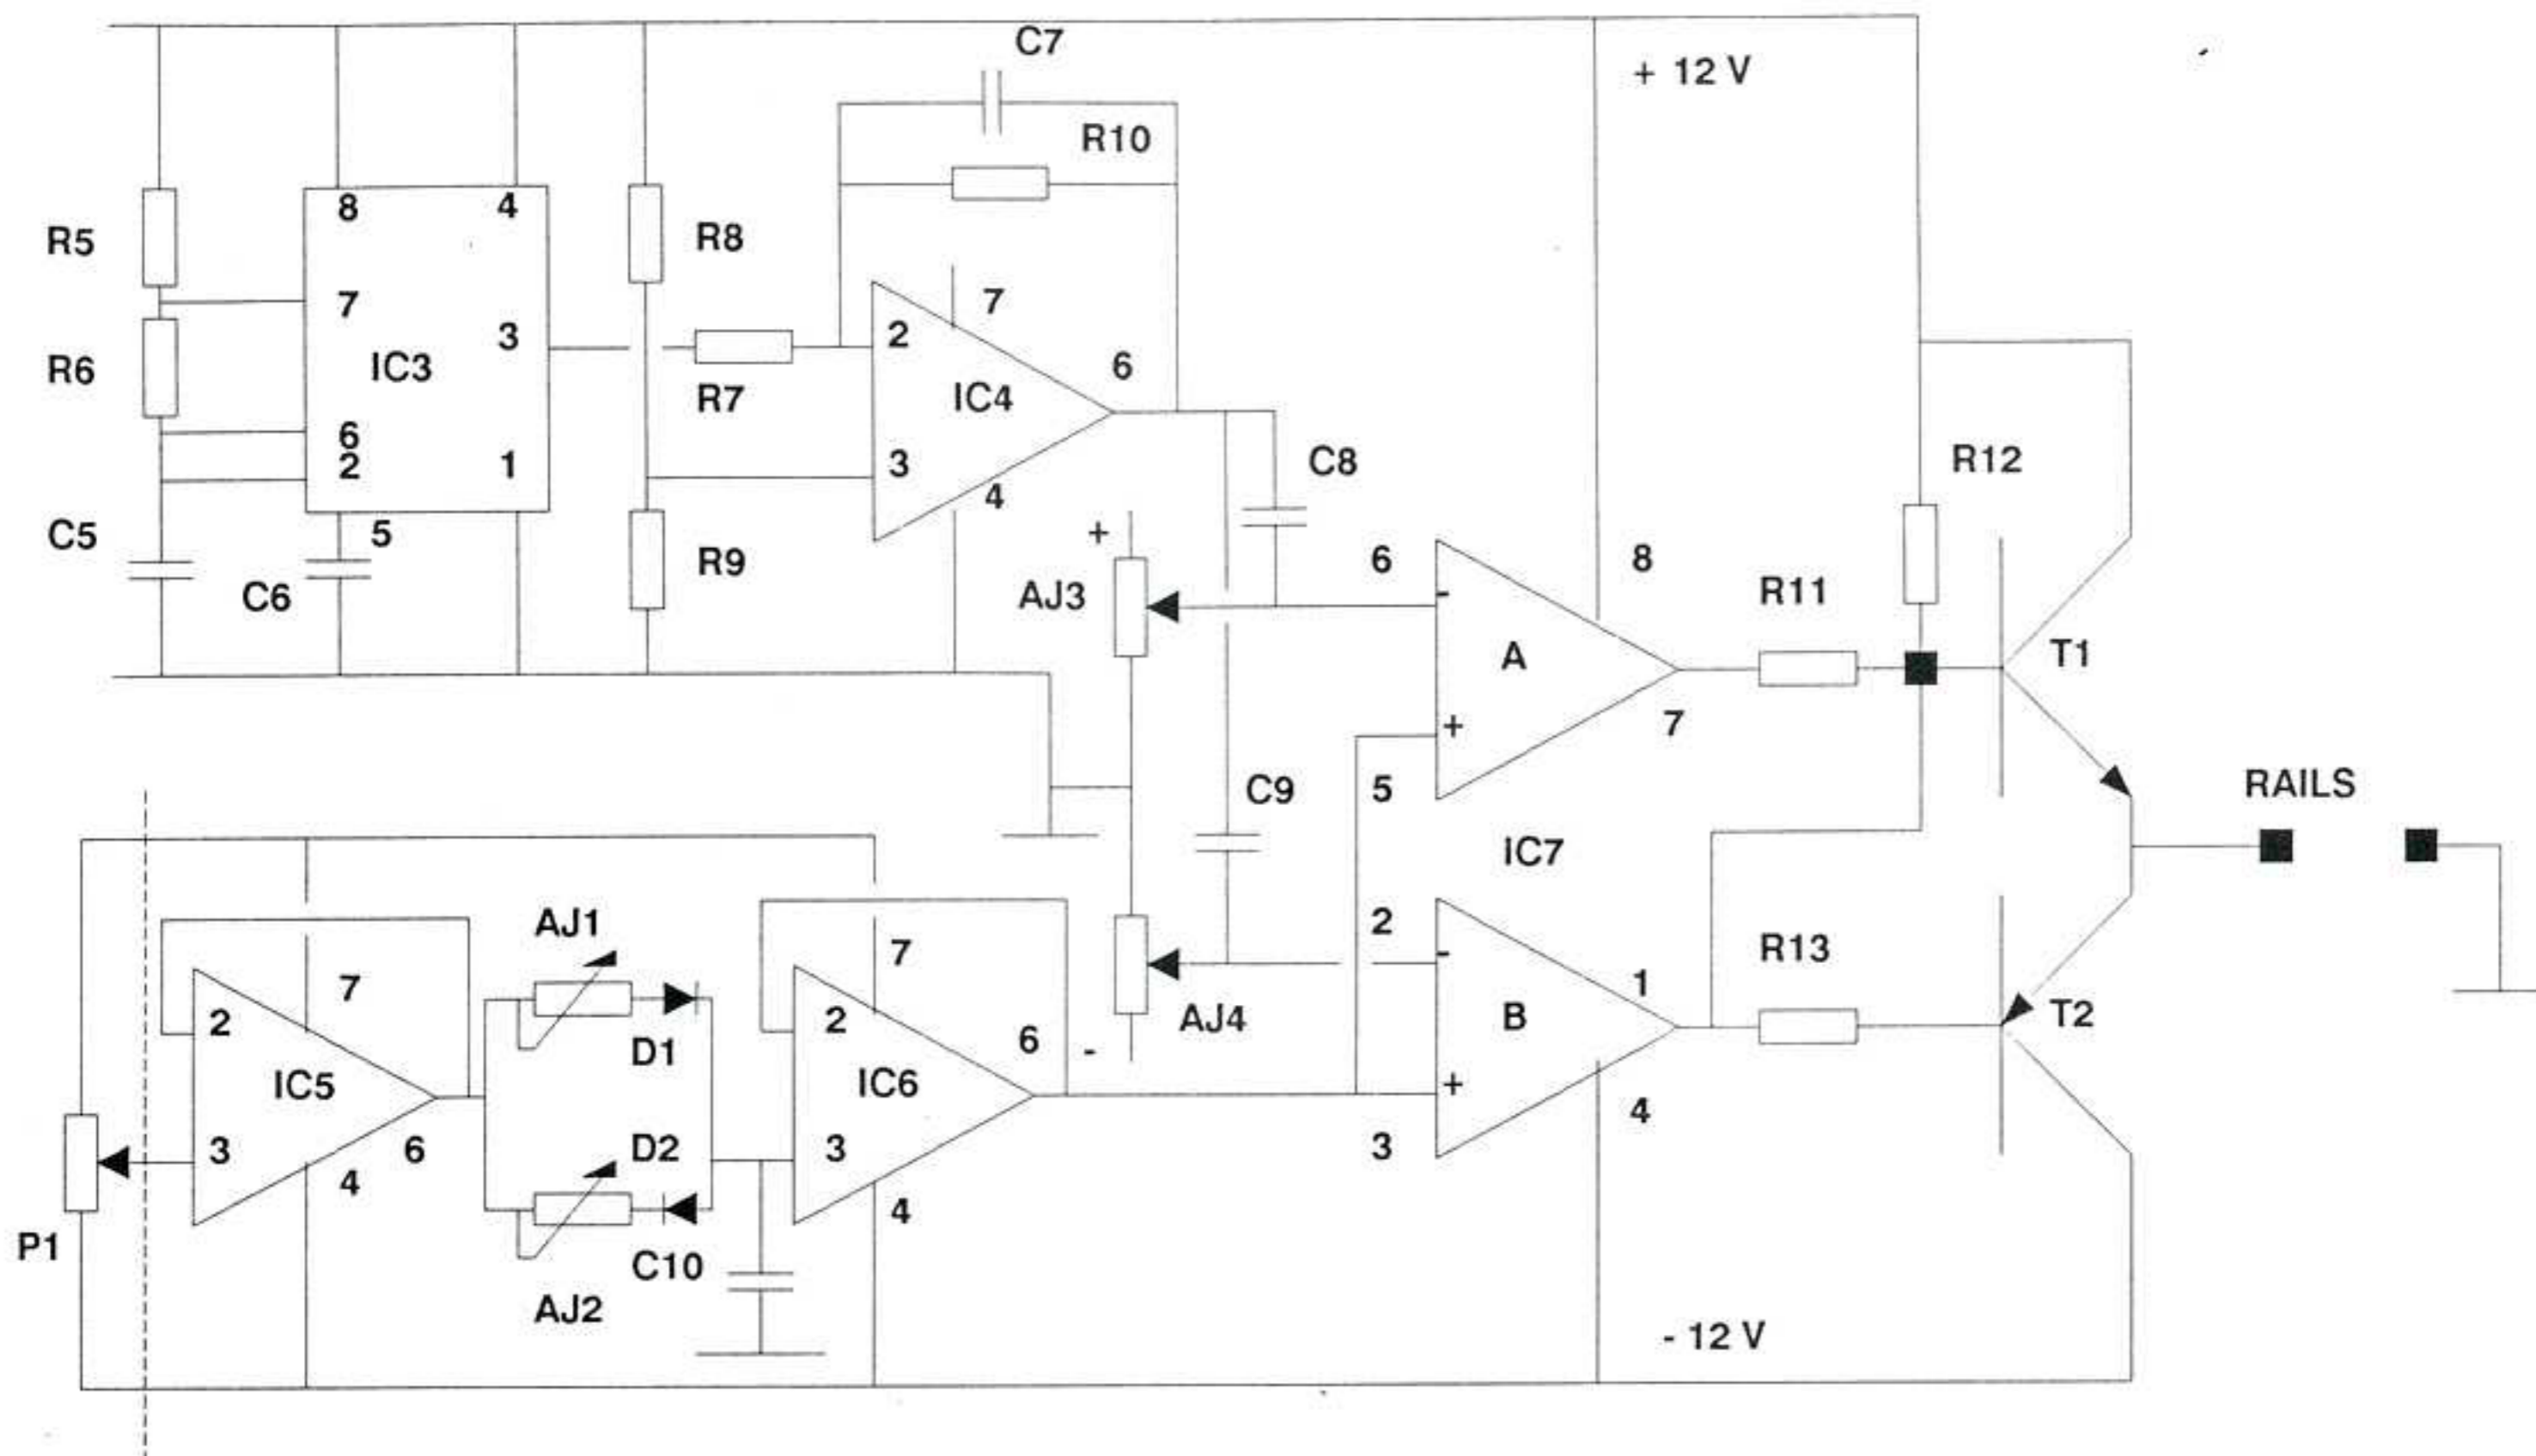 C7
+ 12 V
R10
8 4
R5
R8
7
7
3
2
R6
IC3
6
IC4
R7
6
2 1
3
C8
R12
4
C5
5
+
6
8
R9
R11
C6
AJ3
-
A
T1
+
7
5
C9
RAILS
IC7
AJ1
2
R13
7
-
7
1
2
D1
2
6
-
AJ4
B
T2
IC5
IC6
+
4
D2
3
6
3
3
4
4
P1
C10
AJ2
- 12 V